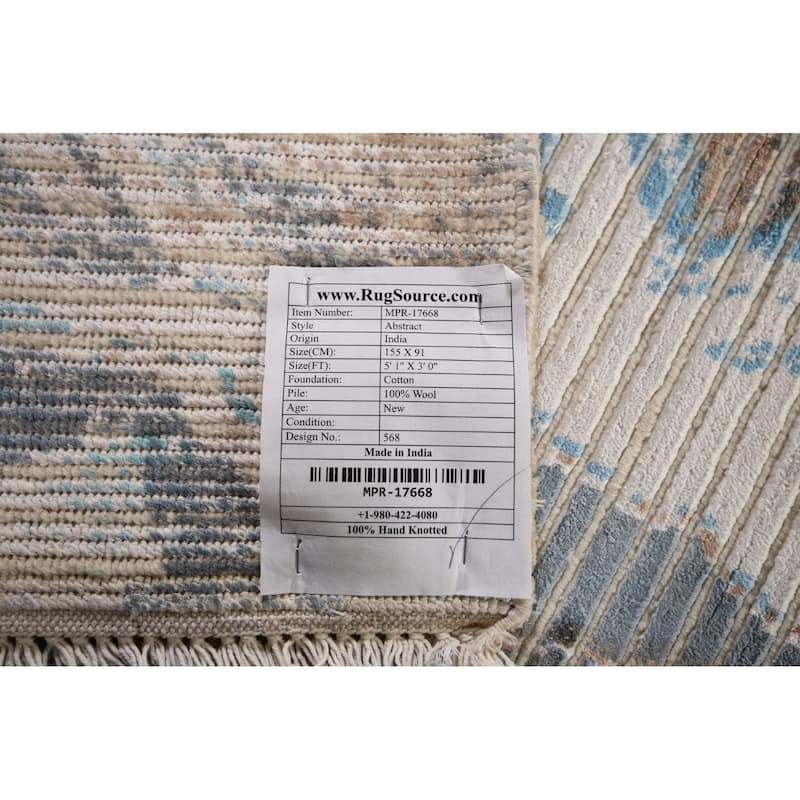 www.RugSource.com
Item Number: MPR-17668
Style Abstract
Origin India
Size(CM): 155 X 91
Size(FT): 5' 1" X 3' 0"
Foundation: Cotton
Pile: 100% Wool
Age: New
Condition:
Design No.: 568
Made in India
MPR-17668
+1-980-422-4080
100% Hand Knotted